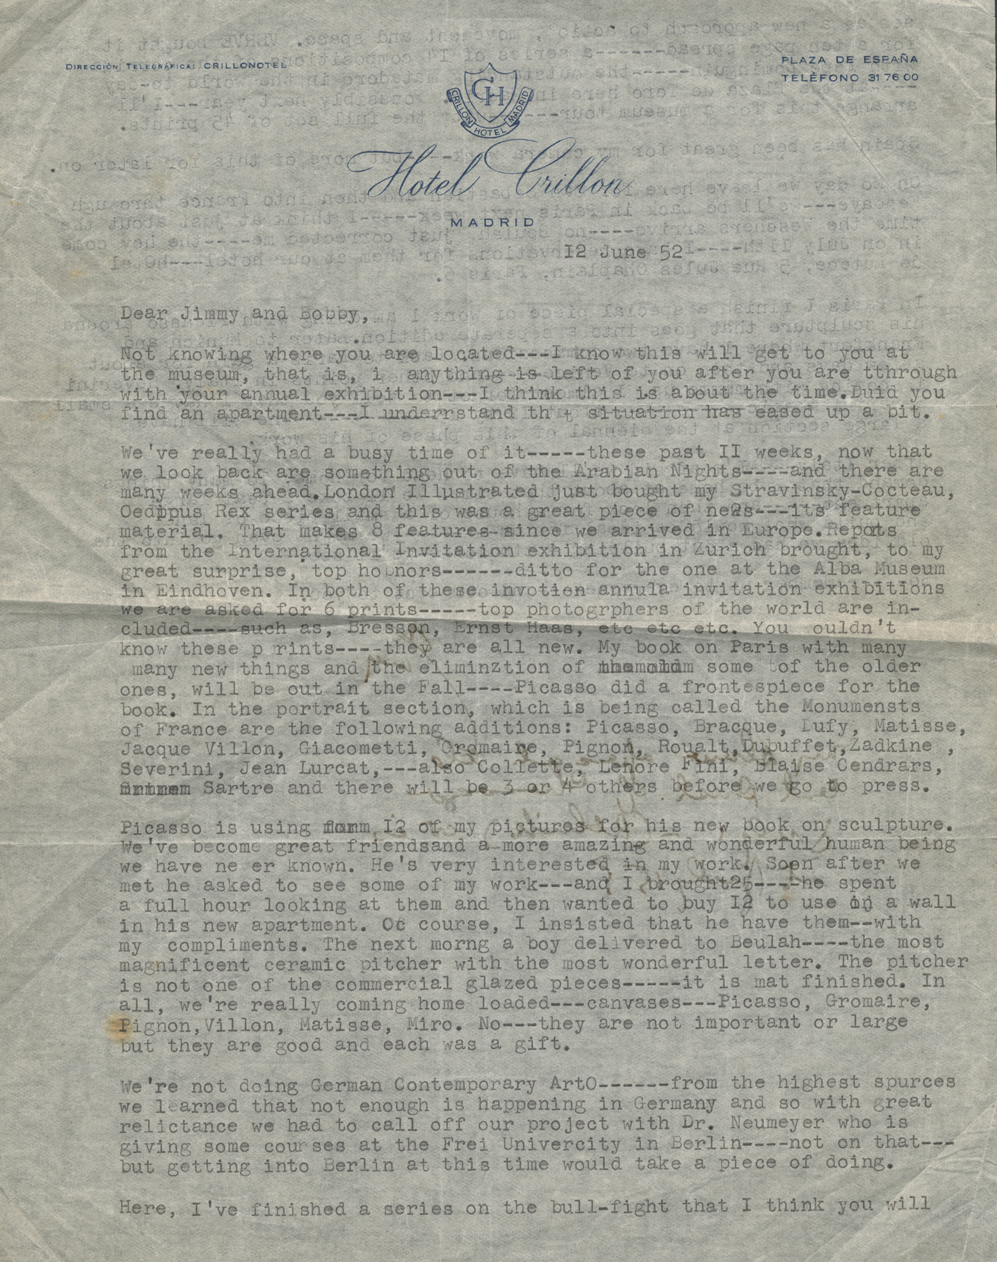 DIRECCIÓN TELEGRÁFICA: CRILLONOTEL
PLAZA DE ESPAÑA
TELÉFONO 31 76 00
CH
CRILLON HOTEL MADRID
Hotel Crillon
MADRID
I2 June 52
Dear Jimmy and Bobby,
Not knowing where you are located---I know this will get to you at
the museum, that is, i anything is left of you after you are tthrough
with your annual exhibition---I think this is about the time.Duid you
find an apartment---I underrstand th t situation has eased up a bit.
We've really had a busy time of it-----these past II weeks, now that
we look back are something out of the Arabian Nights----and there are
many weeks ahead.London Illustrated just bought my Stravinsky-Cocteau,
Oedippus Rex series and this was a great piece of ne2s---its feature
material. That makes 8 features-since we arrived in Europe.Repots
from the International Invitation exhibition in Zurich brought, to my
great surprise, top honors------ditto for the one at the Alba Museum
in Eindhoven. In both of these invotion annula invitation exhibitions
we are asked for 6 prints-----top photogrphers of the world are in-
cluded----such as, Bresson, Ernst Haas, etc etc etc. You ouldn't
know these p rints----they are all new. My book on Paris with many
many new things and the eliminztion of some of the older
ones, will be out in the Fall----Picasso did a frontespiece for the
book. In the portrait section, which is being called the Monumensts
of France are the following additions: Picasso, Bracque, Dufy, Matisse,
Jacque Villon, Giacometti, Gromaire, Pignon, Roualt,Dubuffet,Zadkine ,
Severini, Jean Lurcat,---also Collette, Lenore Fini, Blaise Cendrars,
Sartre and there will be 3 or 4 others before we go to press.
Picasso is using I2 of my pictures for his new book on sculpture.
We've become great friendsand a more amazing and wonderful human being
we have ne er known. He's very interested in my work. Soon after we
met he asked to see some of my work---and I brought25---he spent
a full hour looking at them and then wanted to buy I2 to use on a wall
in his new apartment. Oc course, I insisted that he have them--with
my compliments. The next morng a boy delivered to Beulah----the most
magnificent ceramic pitcher with the most wonderful letter. The pitcher
is not one of the commercial glazed pieces-----it is mat finished. In
all, we're really coming home loaded---canvases---Picasso, Gromaire,
Pignon,Villon, Matisse, Miro. No---they are not important or large
but they are good and each was a gift.
We're not doing German Contemporary ArtO------from the highest spurces
we learned that not enough is happening in Germany and so with great
relictance we had to call off our project with Dr. Neumeyer who is
giving some courses at the Frei Univercity in Berlin----not on that---
but getting into Berlin at this time would take a piece of doing.
Here, I've finished a series on the bull-fight that I think you will